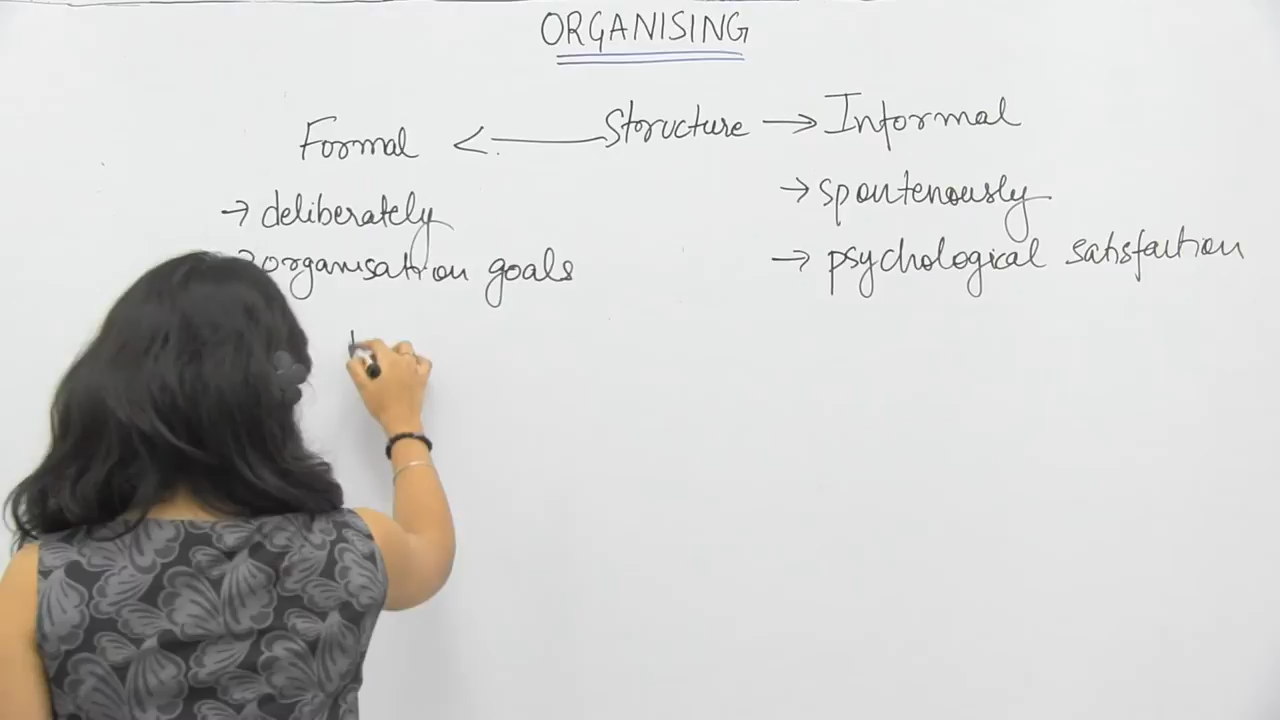 ORGANISING
Formal <— Structure → Informal
→ deliberately
→ spontenously
→ organisation goals
→ psychological satisfaction